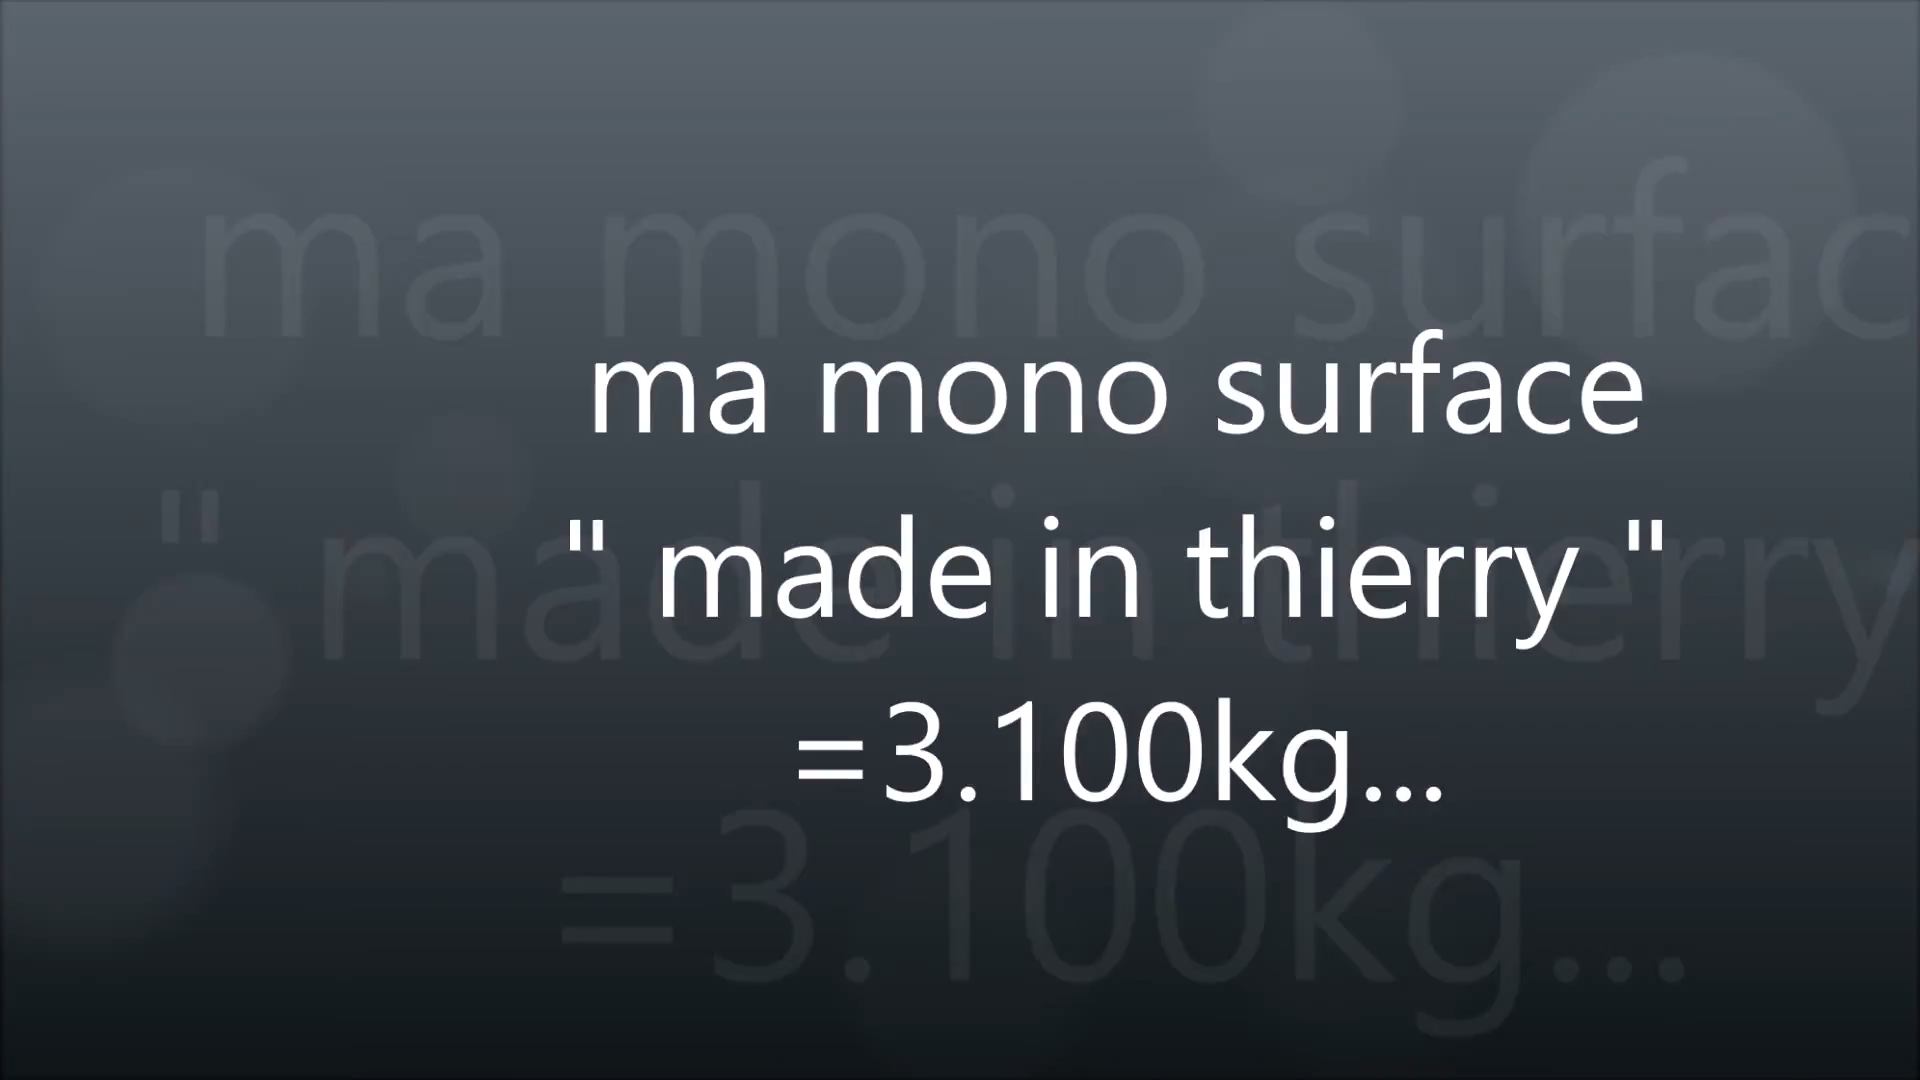 ma mono surface
" made in thierry "
=3.100kg...